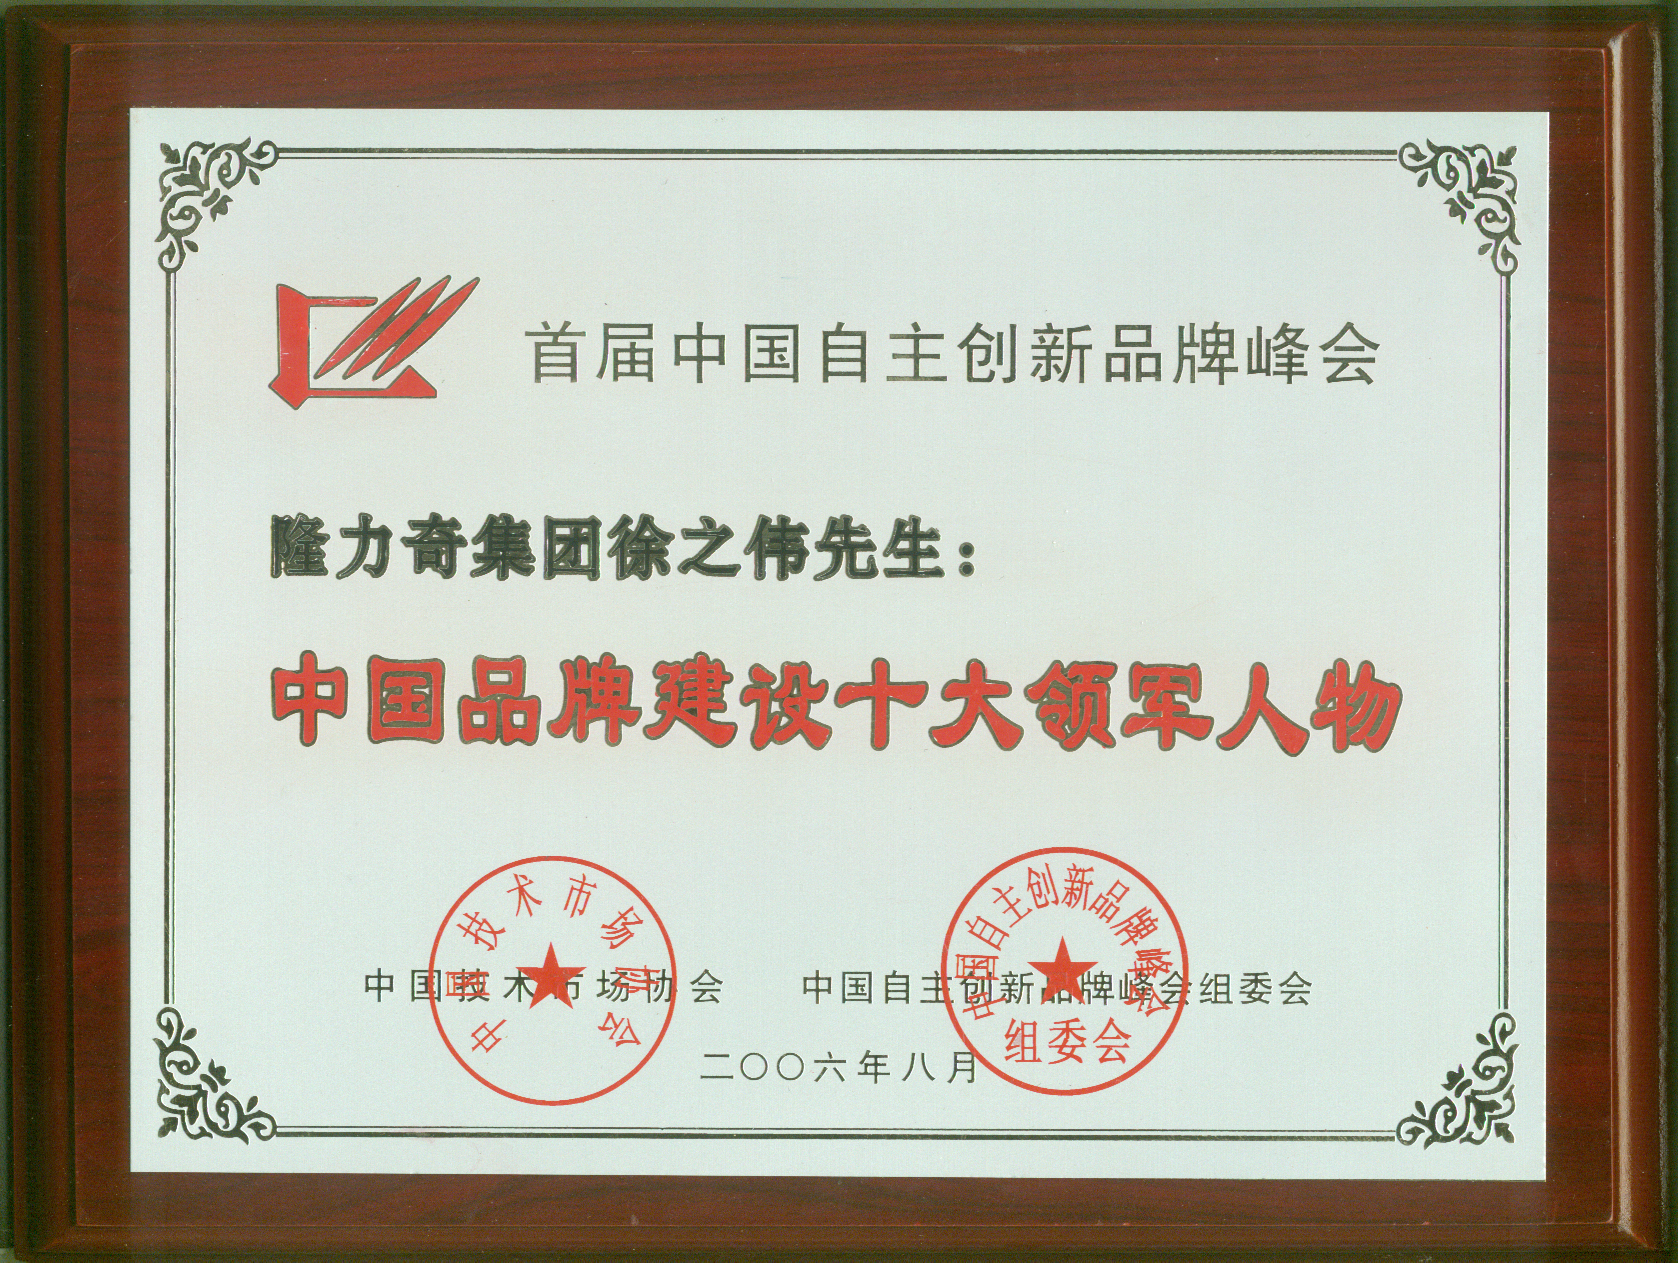 首届中国自主创新品牌峰会
隆力奇集团徐之伟先生：
中国品牌建设十大领军人物
中国技术市场协会
中国自主创新品牌峰会组委会
二〇〇六年八月
中国技术市场协会
中国自主创新品牌峰会
组委会